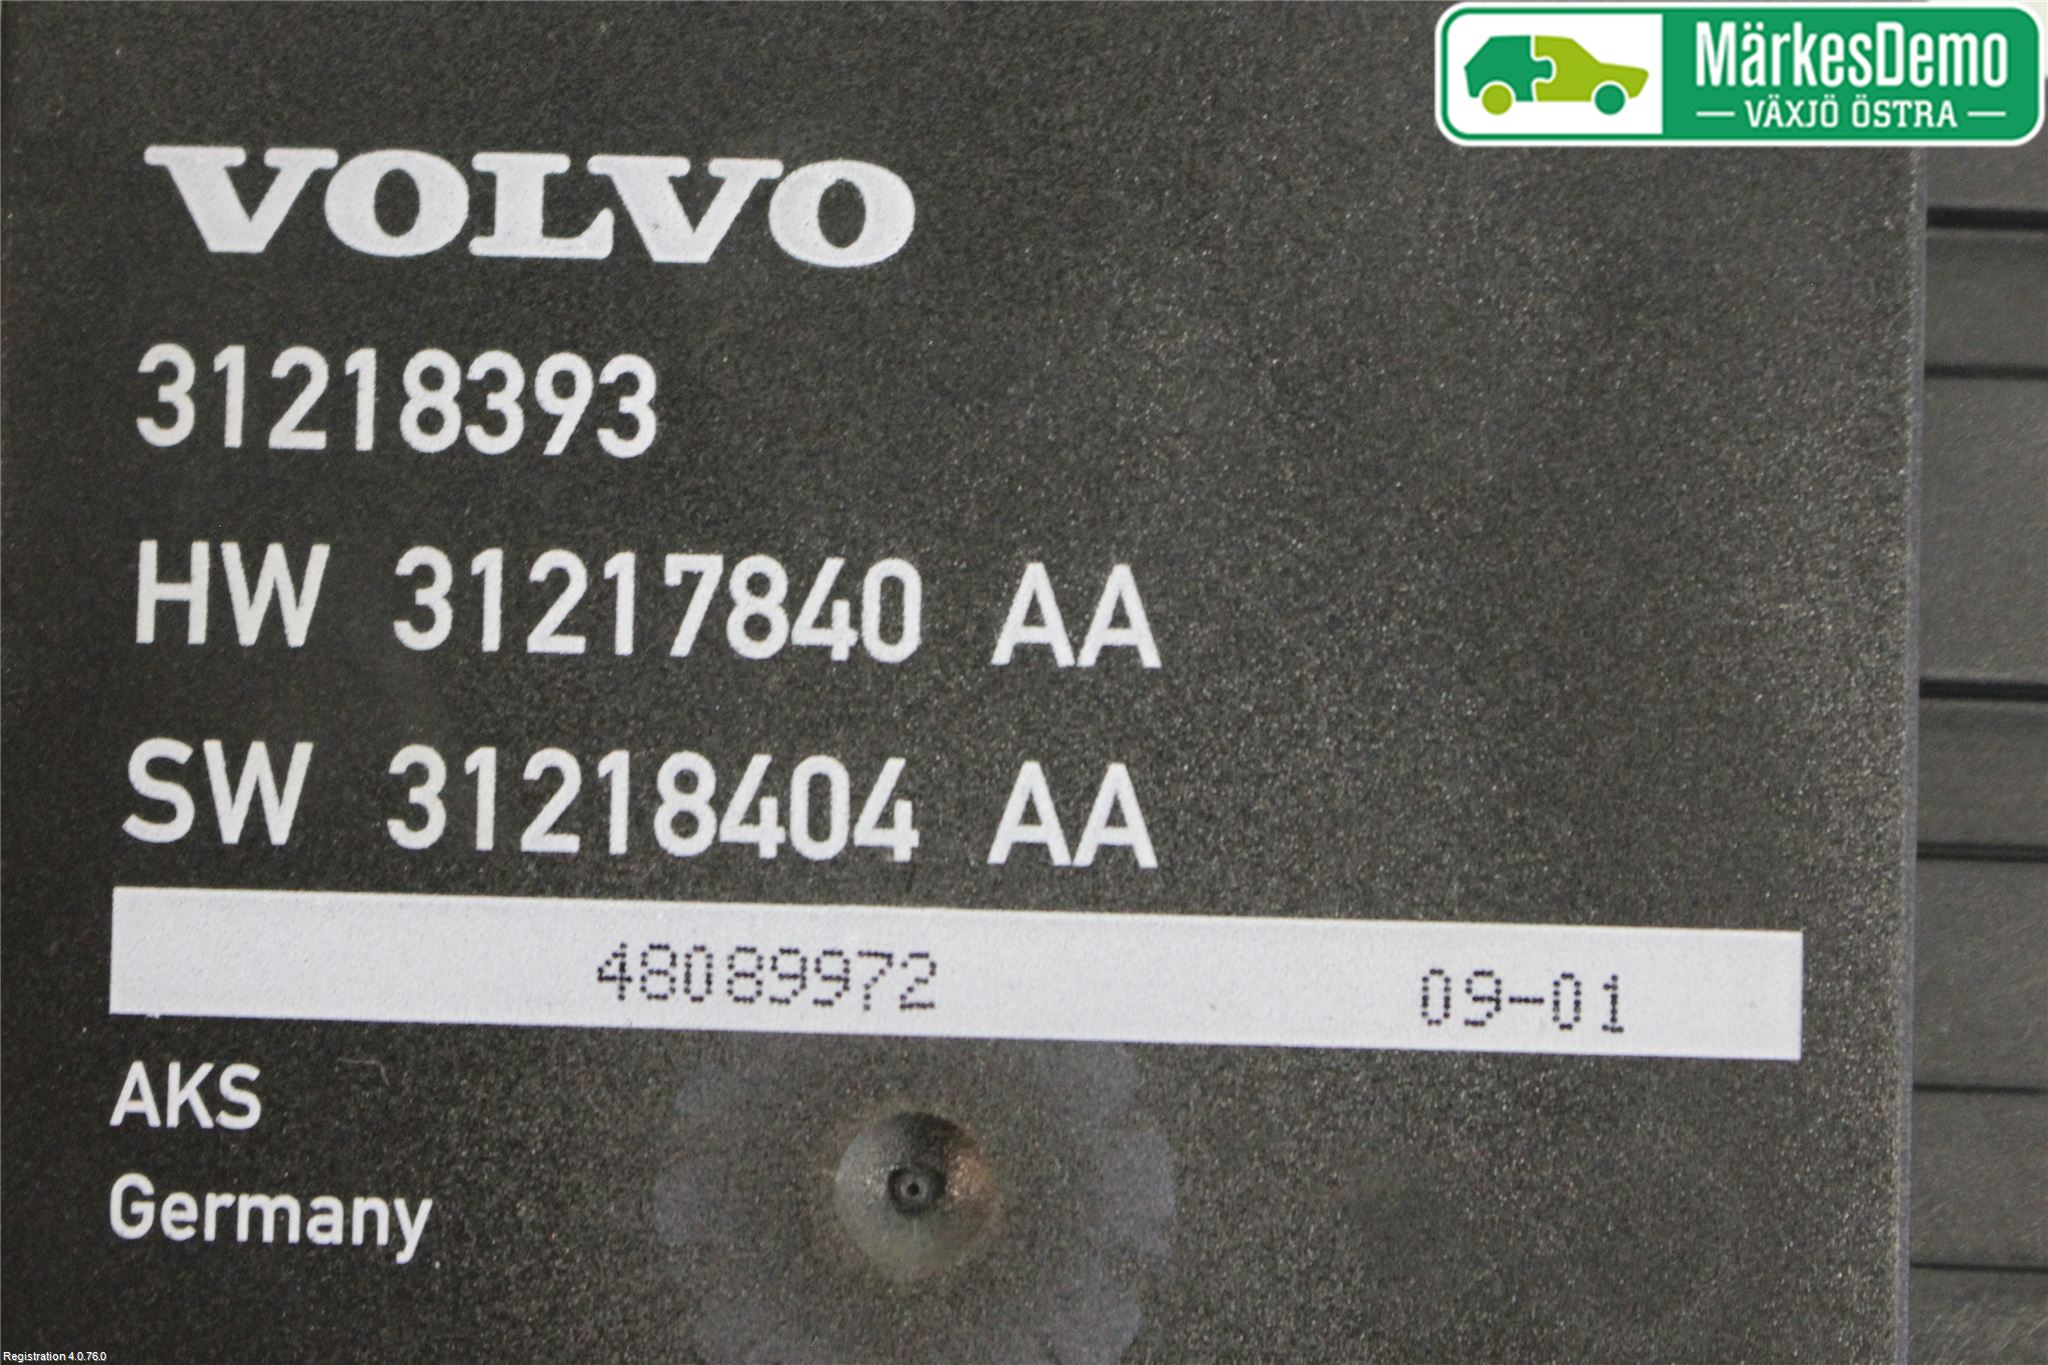 MärkesDemo
— VÄXJÖ ÖSTRA —
VOLVO
31218393
HW 31217840 AA
SW 31218404 AA
48089972 09-01
AKS
Germany
Registration 4.0.76.0